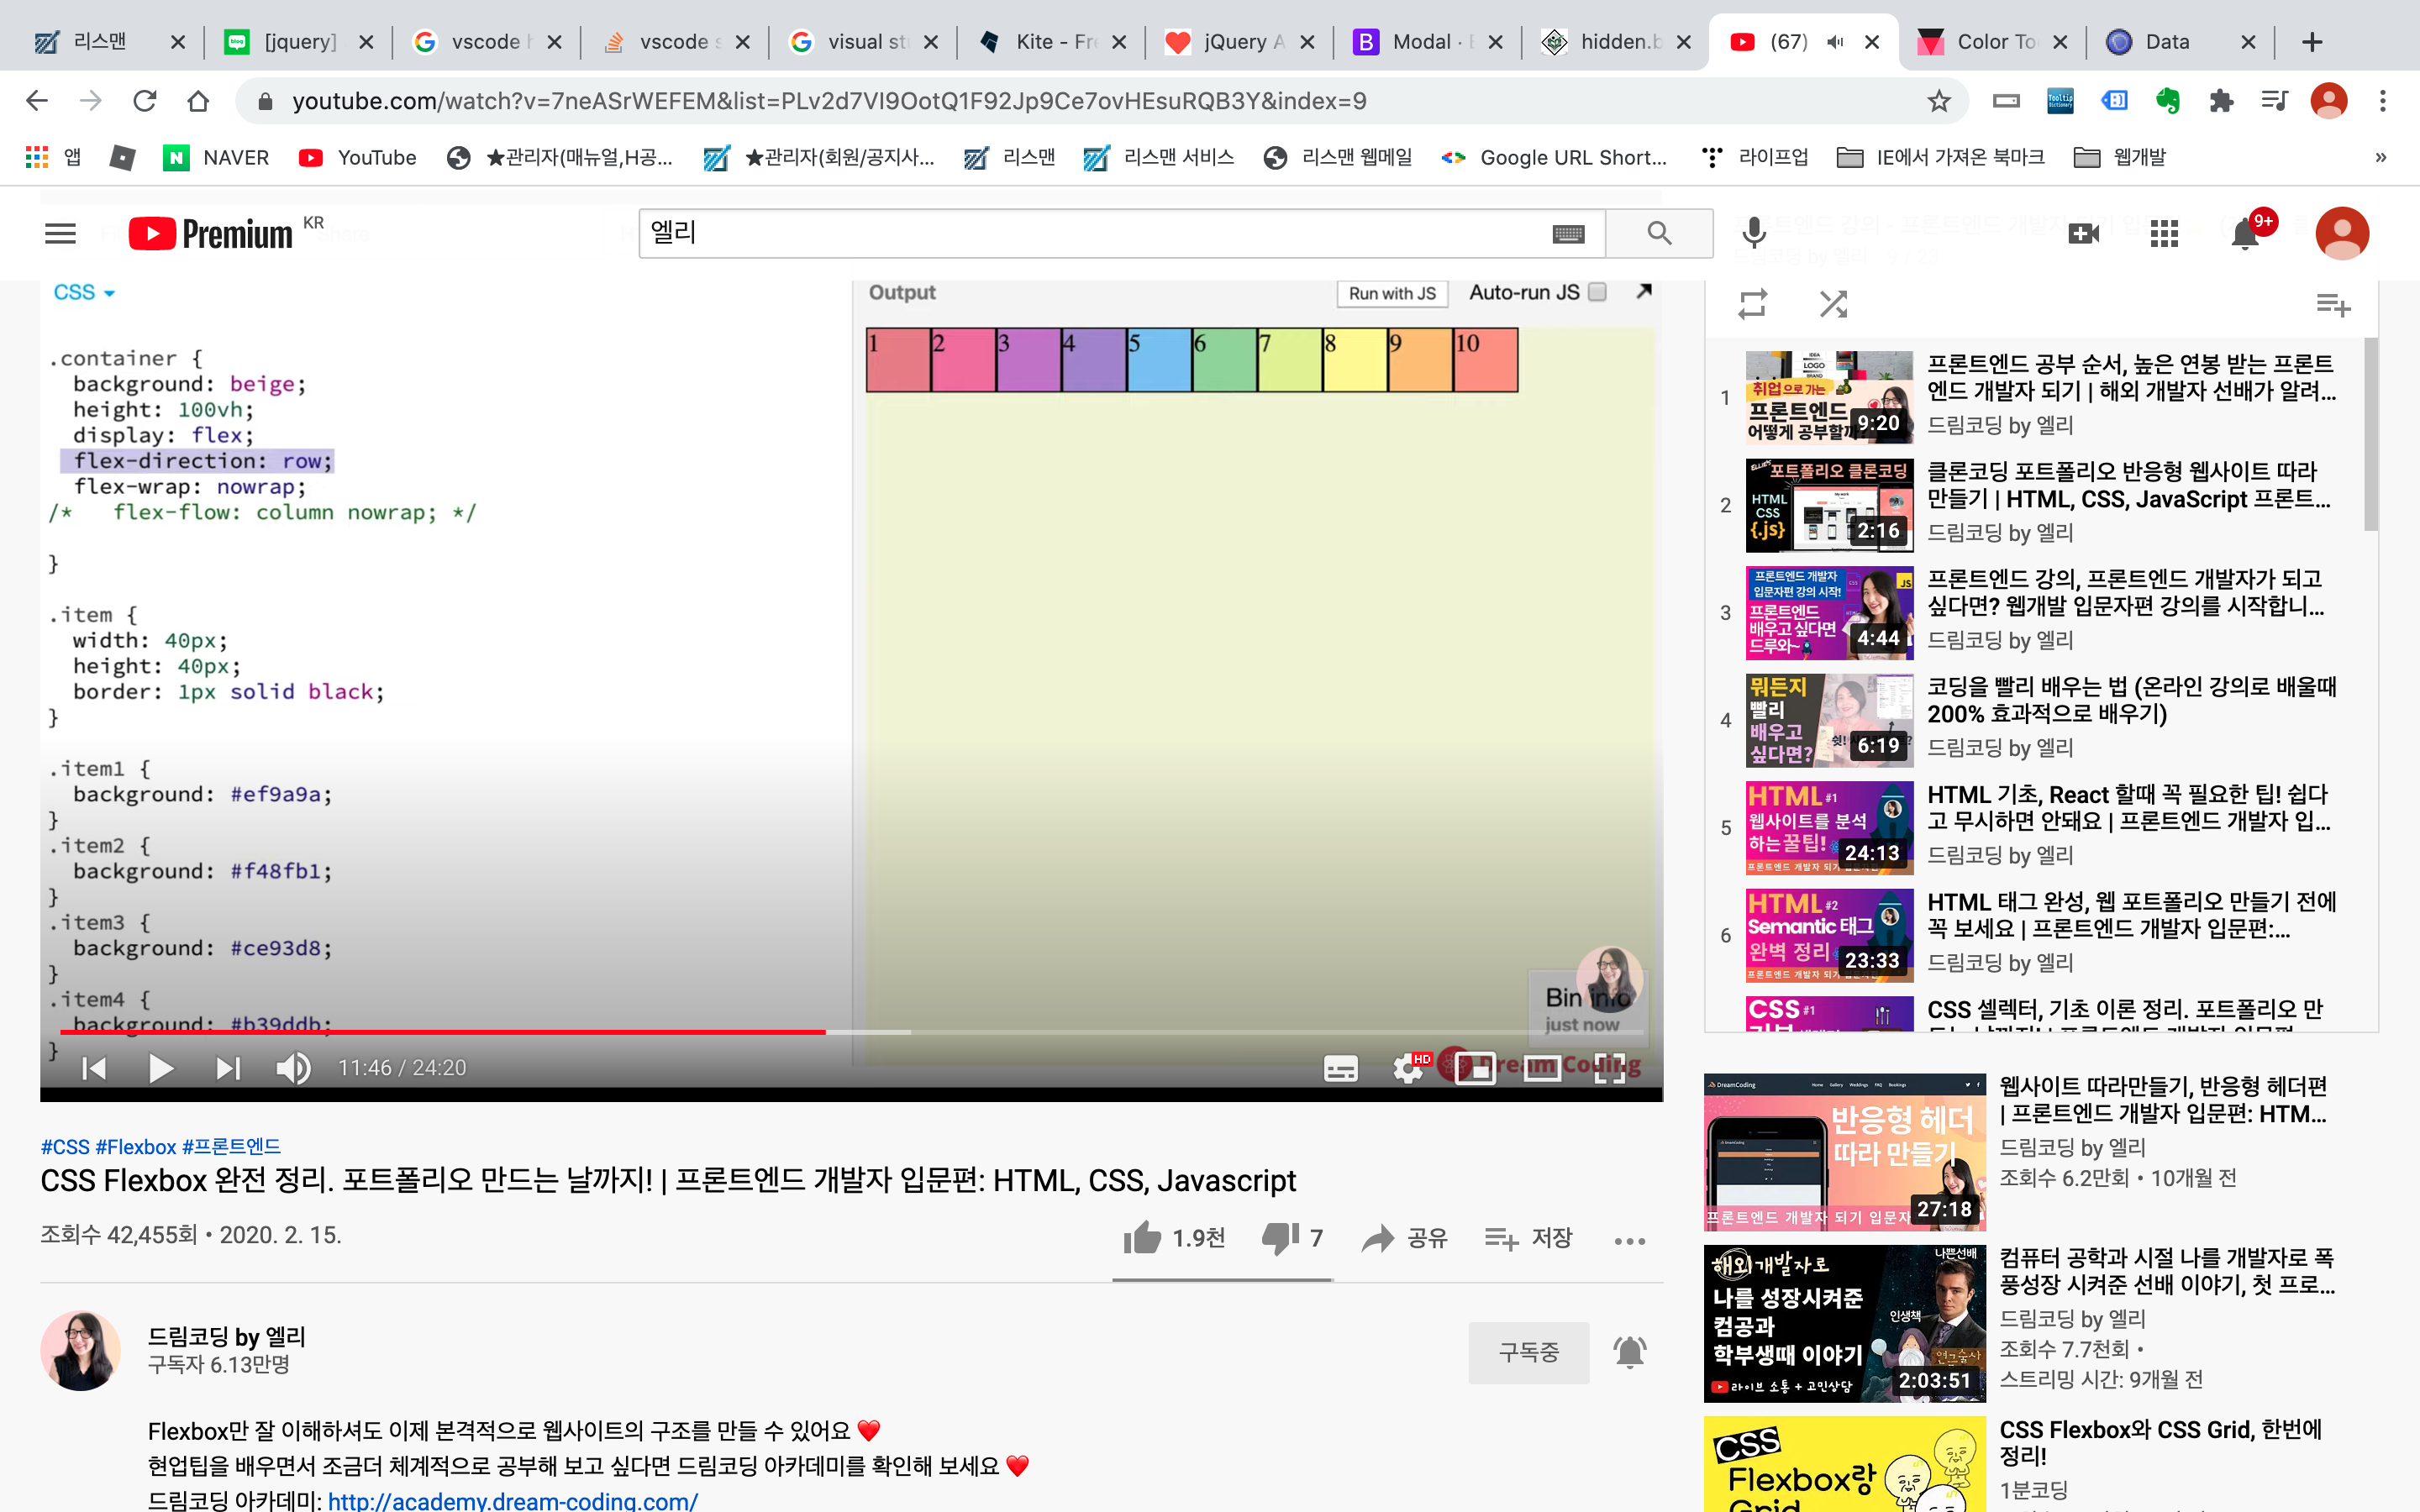 리스맨
[jquery]
vscode
vscode s
visual st
Kite - Fre
jQuery A
Modal ·
hidden.b
(67)
Color To
Data
youtube.com/watch?v=7neASrWEFEM&list=PLv2d7VI9OotQ1F92Jp9Ce7ovHEsuRQB3Y&index=9
앱
NAVER
YouTube
★관리자(매뉴얼,H공...
★관리자(회원/공지사...
리스맨
리스맨 서비스
리스맨 웹메일
Google URL Short...
라이프업
IE에서 가져온 북마크
웹개발
»
Premium KR
엘리
9+
CSS
Output
Run with JS
Auto-run JS
.container {
background: beige;
height: 100vh;
display: flex;
flex-direction: row;
flex-wrap: nowrap;
/* flex-flow: column nowrap; */
}
.item {
width: 40px;
height: 40px;
border: 1px solid black;
}
.item1 {
background: #ef9a9a;
}
.item2 {
background: #f48fb1;
}
.item3 {
background: #ce93d8;
}
.item4 {
background: #b39ddb;
}
1 2 3 4 5 6 7 8 9 10
Bin info
just now
Dream Coding
11:46 / 24:20
HD
#CSS #Flexbox #프론트엔드
CSS Flexbox 완전 정리. 포트폴리오 만드는 날까지! | 프론트엔드 개발자 입문편: HTML, CSS, Javascript
조회수 42,455회 • 2020. 2. 15.
1.9천
7
공유
저장
드림코딩 by 엘리
구독자 6.13만명
구독중
Flexbox만 잘 이해하셔도 이제 본격적으로 웹사이트의 구조를 만들 수 있어요 ❤️
현업팁을 배우면서 조금더 체계적으로 공부해 보고 싶다면 드림코딩 아카데미를 확인해 보세요 ❤️
드림코딩 아카데미: http://academy.dream-coding.com/
1
취업으로 가는
프론트엔드
어떻게 공부할까?
9:20
프론트엔드 공부 순서, 높은 연봉 받는 프론트
엔드 개발자 되기 | 해외 개발자 선배가 알려...
드림코딩 by 엘리
2
포트폴리오 클론코딩
HTML
CSS
{.js}
2:16
클론코딩 포트폴리오 반응형 웹사이트 따라
만들기 | HTML, CSS, JavaScript 프론트...
드림코딩 by 엘리
3
프론트엔드 개발자
입문자편 강의 시작!
프론트엔드
배우고 싶다면
드루와~
JS
4:44
프론트엔드 강의, 프론트엔드 개발자가 되고
싶다면? 웹개발 입문자편 강의를 시작합니...
드림코딩 by 엘리
4
뭐든지
빨리
배우고
싶다면?
6:19
코딩을 빨리 배우는 법 (온라인 강의로 배울때
200% 효과적으로 배우기)
드림코딩 by 엘리
5
HTML #1
웹사이트를 분석
하는 꿀팁!
24:13
HTML 기초, React 할때 꼭 필요한 팁! 쉽다
고 무시하면 안돼요 | 프론트엔드 개발자 입...
드림코딩 by 엘리
6
HTML #2
Semantic 태그
완벽 정리
23:33
HTML 태그 완성, 웹 포트폴리오 만들기 전에
꼭 보세요 | 프론트엔드 개발자 입문편:...
드림코딩 by 엘리
CSS #1
CSS 셀렉터, 기초 이론 정리. 포트폴리오 만
DreamCoding
반응형 헤더
따라 만들기
프론트엔드 개발자 되기 입문자
27:18
웹사이트 따라만들기, 반응형 헤더편
| 프론트엔드 개발자 입문편: HTM...
드림코딩 by 엘리
조회수 6.2만회 • 10개월 전
해외개발자로
나를 성장시켜준
컴공과
학부생때 이야기
라이브 소통 + 고민상담
나쁜선배
인생책
연금술사
2:03:51
컴퓨터 공학과 시절 나를 개발자로 폭
풍성장 시켜준 선배 이야기, 첫 프로...
드림코딩 by 엘리
조회수 7.7천회 •
스트리밍 시간: 9개월 전
CSS
Flexbox랑
Grid
CSS Flexbox와 CSS Grid, 한번에
정리!
1분코딩